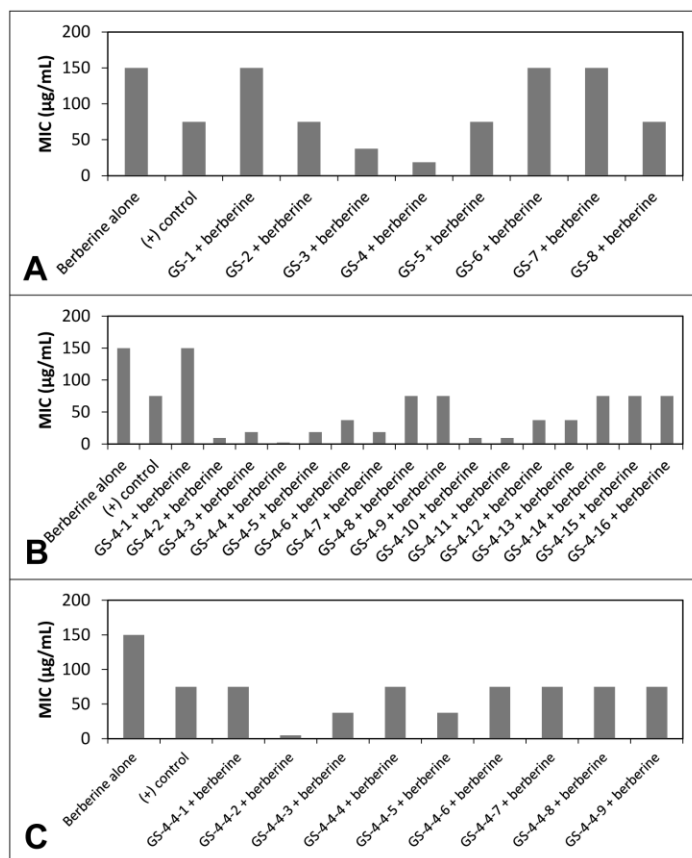 MIC (µg/mL)
200
150
100
50
0
Berberine alone
(+) control
GS-1 + berberine
GS-2 + berberine
GS-3 + berberine
GS-4 + berberine
GS-5 + berberine
GS-6 + berberine
GS-7 + berberine
GS-8 + berberine
A
MIC (µg/mL)
200
150
100
50
0
Berberine alone
(+) control
GS-4-1 + berberine
GS-4-2 + berberine
GS-4-3 + berberine
GS-4-4 + berberine
GS-4-5 + berberine
GS-4-6 + berberine
GS-4-7 + berberine
GS-4-8 + berberine
GS-4-9 + berberine
GS-4-10 + berberine
GS-4-11 + berberine
GS-4-12 + berberine
GS-4-13 + berberine
GS-4-14 + berberine
GS-4-15 + berberine
GS-4-16 + berberine
B
MIC (µg/mL)
200
150
100
50
0
Berberine alone
(+) control
GS-4-4-1 + berberine
GS-4-4-2 + berberine
GS-4-4-3 + berberine
GS-4-4-4 + berberine
GS-4-4-5 + berberine
GS-4-4-6 + berberine
GS-4-4-7 + berberine
GS-4-4-8 + berberine
GS-4-4-9 + berberine
C